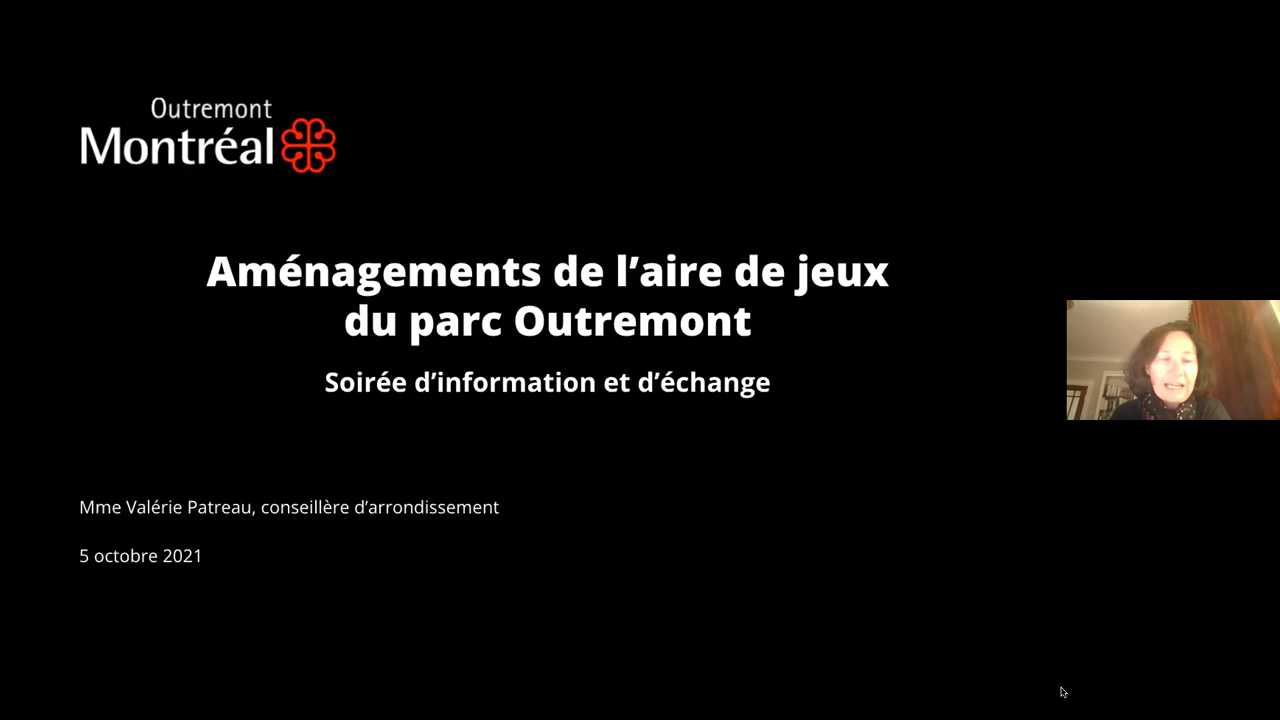 Outremont
Montréal
Aménagements de l’aire de jeux
du parc Outremont
Soirée d’information et d’échange
Mme Valérie Patreau, conseillère d’arrondissement
5 octobre 2021